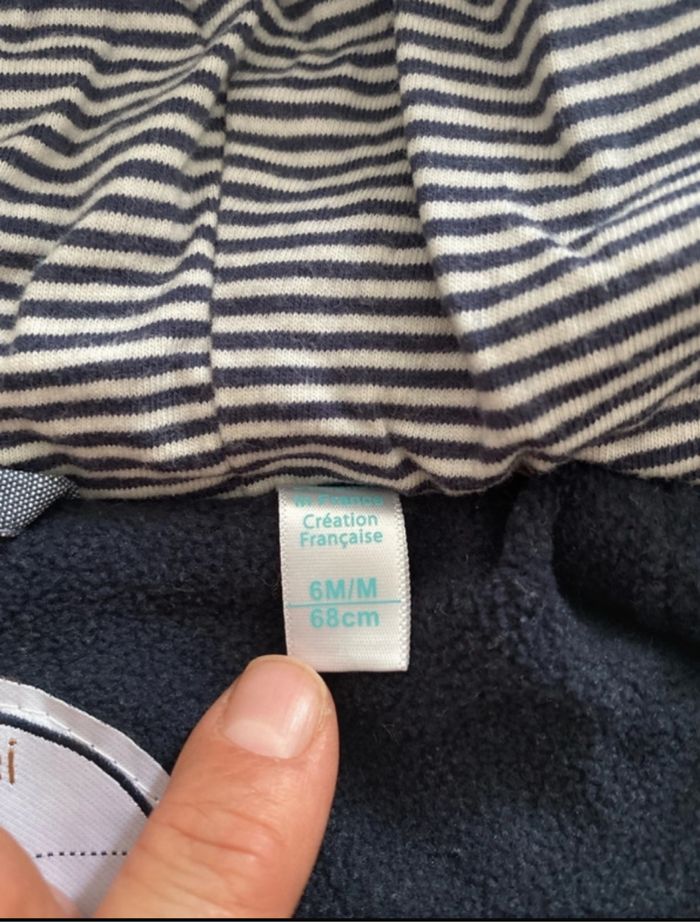 Création
Française
6M/M
68cm